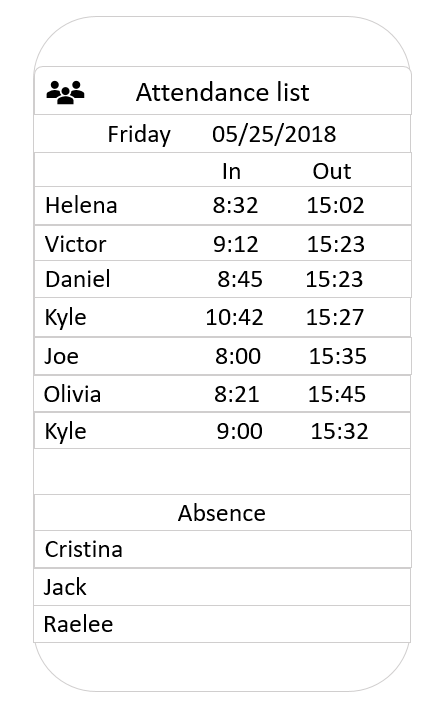 Attendance list
Friday 05/25/2018
In Out
Helena 8:32 15:02
Victor 9:12 15:23
Daniel 8:45 15:23
Kyle 10:42 15:27
Joe 8:00 15:35
Olivia 8:21 15:45
Kyle 9:00 15:32
Absence
Cristina
Jack
Raelee